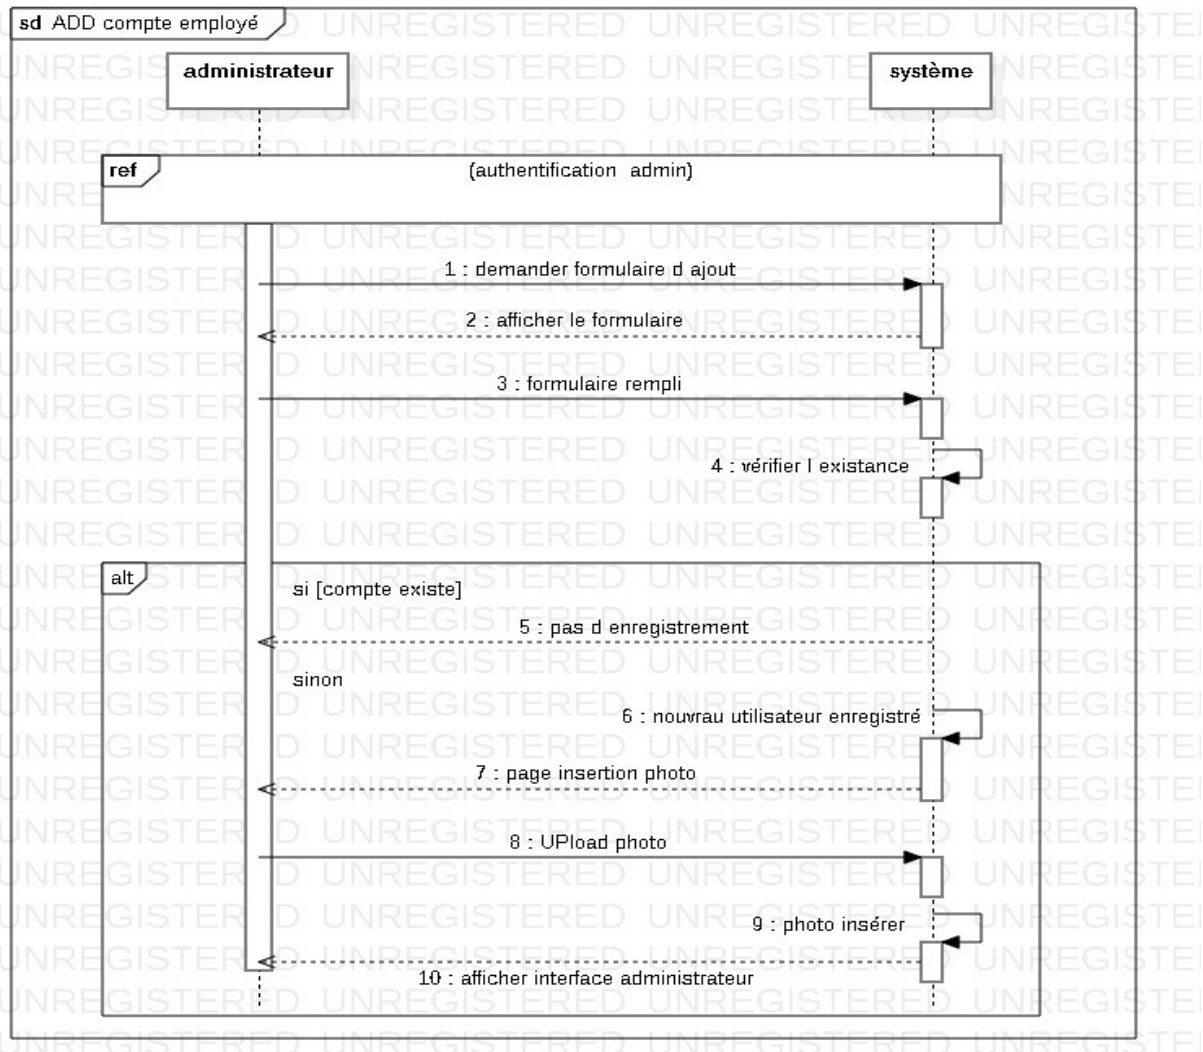 sd ADD compte employé
administrateur
système
ref
(authentification admin)
1 : demander formulaire d ajout
2 : afficher le formulaire
3 : formulaire rempli
4 : vérifier l existance
alt
si [compte existe]
5 : pas d enregistrement
sinon
6 : nouvrau utilisateur enregistré
7 : page insertion photo
8 : UPload photo
9 : photo insérer
10 : afficher interface administrateur
UNREGISTERED